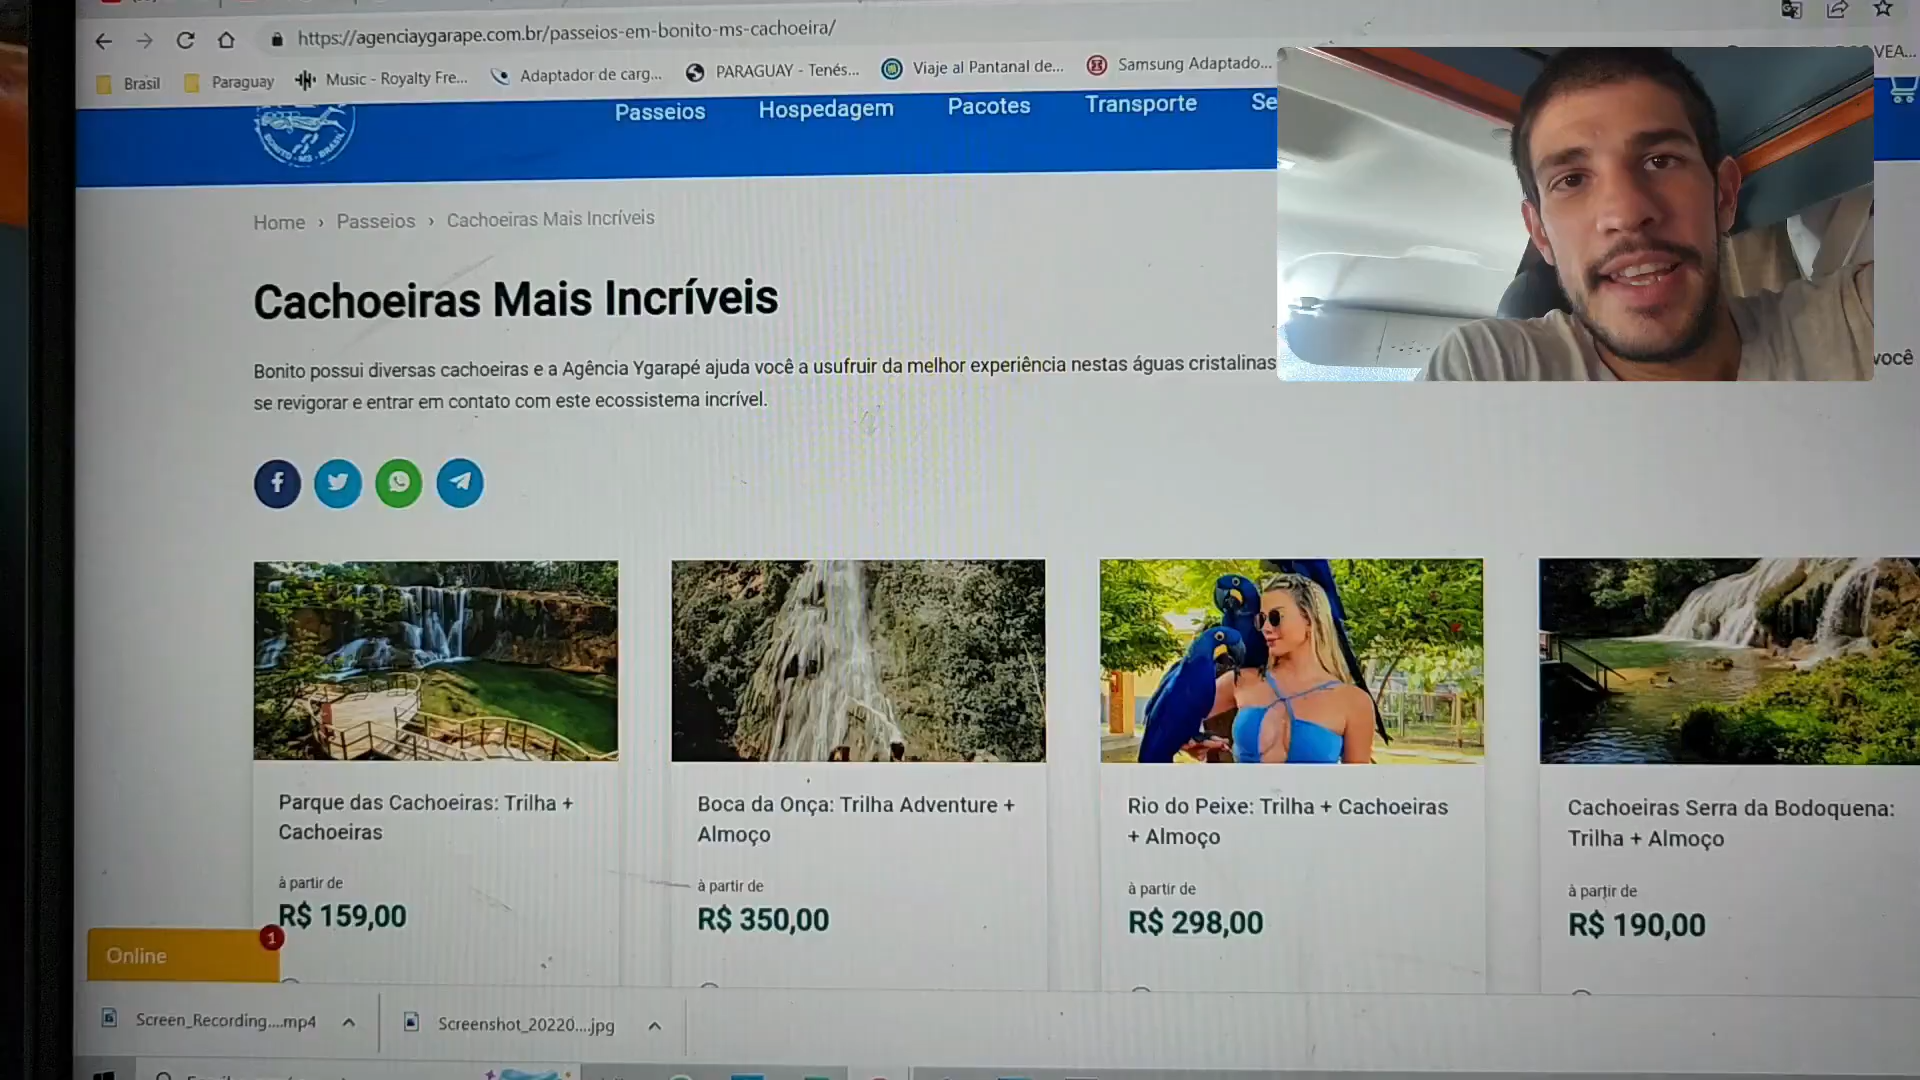 https://agenciaygarape.com.br/passeios-em-bonito-ms-cachoeira/
Brasil
Paraguay
Music - Royalty Fre...
Adaptador de carg...
PARAGUAY - Tenés...
Viaje al Pantanal de...
Samsung Adaptado...
VEA...
BONITO - MS - BRASIL
Passeios
Hospedagem
Pacotes
Transporte
Se
Home › Passeios › Cachoeiras Mais Incríveis
Cachoeiras Mais Incríveis
Bonito possui diversas cachoeiras e a Agência Ygarapé ajuda você a usufruir da melhor experiência nestas águas cristalinas
você
se revigorar e entrar em contato com este ecossistema incrível.
Parque das Cachoeiras: Trilha +
Cachoeiras
à partir de
R$ 159,00
Boca da Onça: Trilha Adventure +
Almoço
à partir de
R$ 350,00
Rio do Peixe: Trilha + Cachoeiras
+ Almoço
à partir de
R$ 298,00
Cachoeiras Serra da Bodoquena:
Trilha + Almoço
à partir de
R$ 190,00
Online
1
Screen_Recording....mp4
Screenshot_20220....jpg